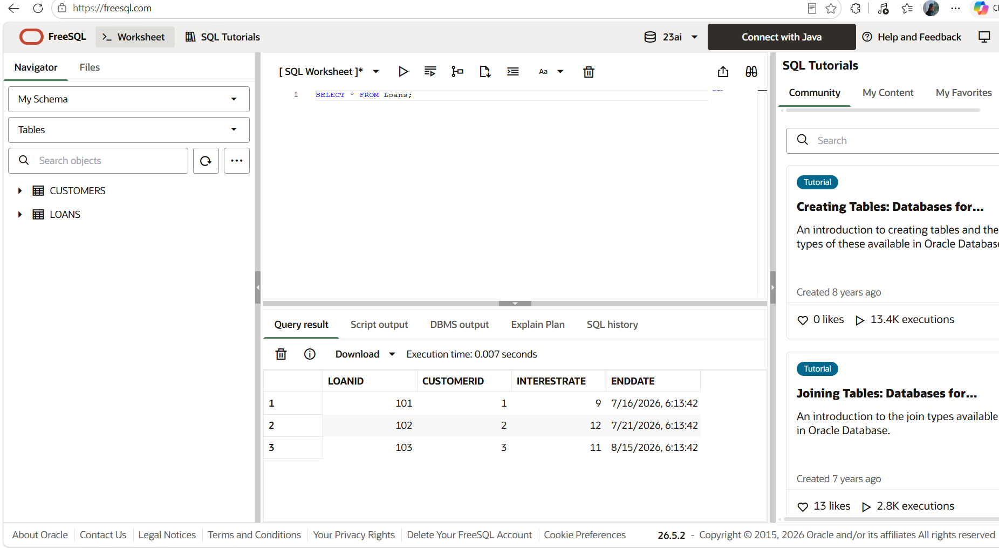 https://freesql.com
FreeSQL
Worksheet
SQL Tutorials
23ai
Connect with Java
Help and Feedback
Navigator
Files
My Schema
Tables
Search objects
CUSTOMERS
LOANS
[ SQL Worksheet ]*
Aa
1
SELECT * FROM Loans;
Query result
Script output
DBMS output
Explain Plan
SQL history
Download
Execution time: 0.007 seconds
LOANID CUSTOMERID INTERESTRATE ENDDATE
1 101 1 9 7/16/2026, 6:13:42
2 102 2 12 7/21/2026, 6:13:42
3 103 3 11 8/15/2026, 6:13:42
SQL Tutorials
Community
My Content
My Favorites
Search
Tutorial
Creating Tables: Databases for...
An introduction to creating tables and the
types of these available in Oracle Databas
Created 8 years ago
0 likes
13.4K executions
Tutorial
Joining Tables: Databases for...
An introduction to the join types available
in Oracle Database.
Created 7 years ago
13 likes
2.8K executions
About Oracle
Contact Us
Legal Notices
Terms and Conditions
Your Privacy Rights
Delete Your FreeSQL Account
Cookie Preferences
26.5.2 - Copyright © 2015, 2026 Oracle and/or its affiliates All rights reserved